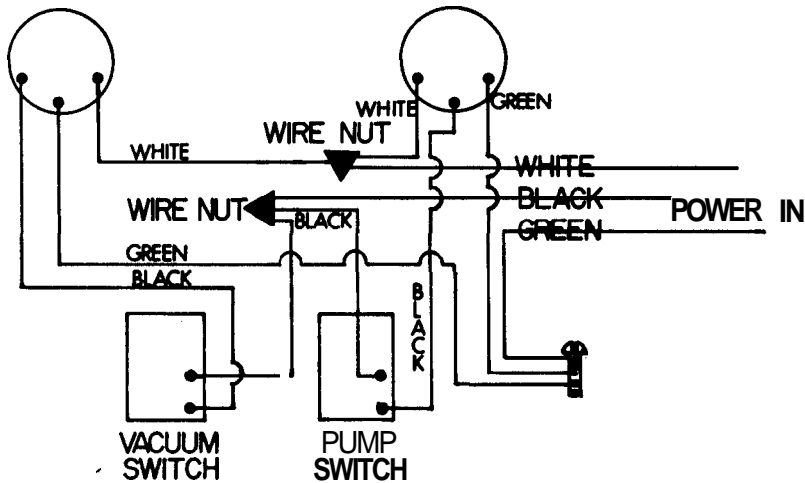 WHITE
GREEN
WIRE NUT
WHITE
WHITE
BLACK
WIRE NUT
BLACK
POWER IN
GREEN
GREEN
BLACK
BLACK
VACUUM
SWITCH
PUMP
SWITCH